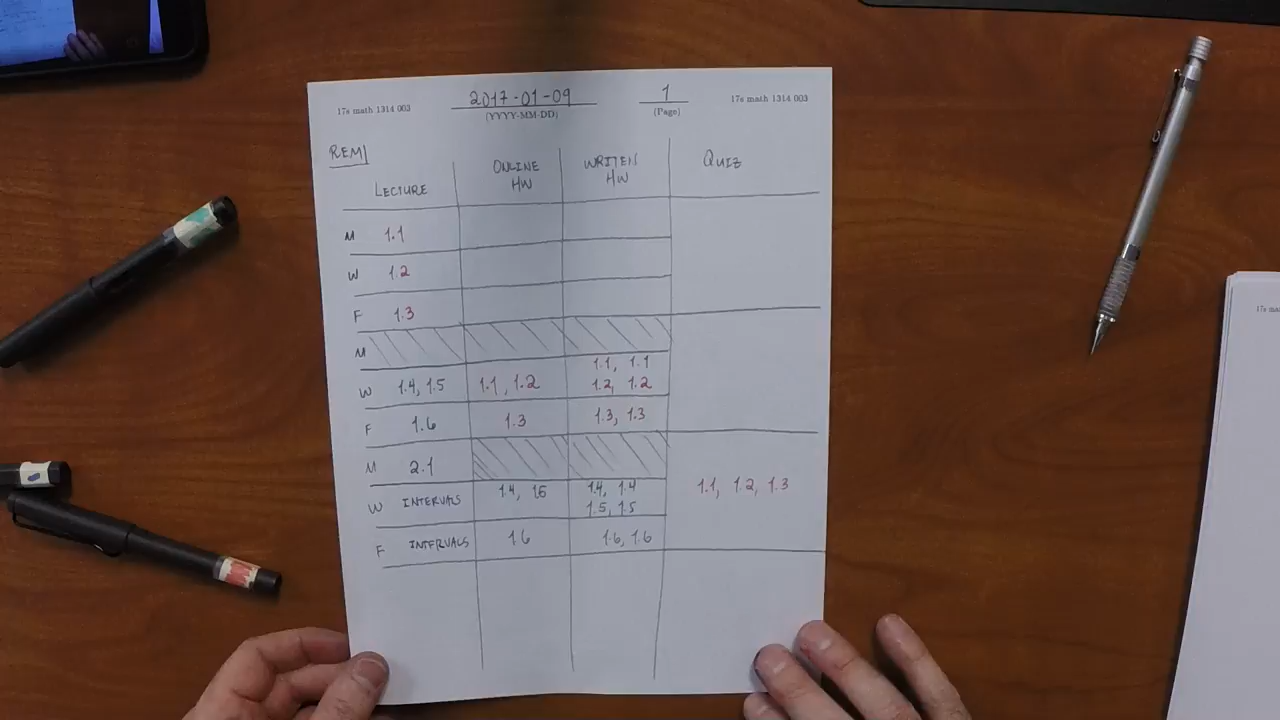 17s math 1314 003 2017-01-09 1 17s math 1314 003
(YYYY-MM-DD) (Page)
REM
LECTURE ONLINE HW WRITEN HW QUIZ
M 1.1
W 1.2
F 1.3
M
W 1.4, 1.5 1.1, 1.2 1.1, 1.1 1.2, 1.2
F 1.6 1.3 1.3, 1.3
M 2.1
W INTERVALS 1.4, 1.5 1.4, 1.4 1.5, 1.5 1.1, 1.2, 1.3
F INTERVALS 1.6 1.6, 1.6
17s